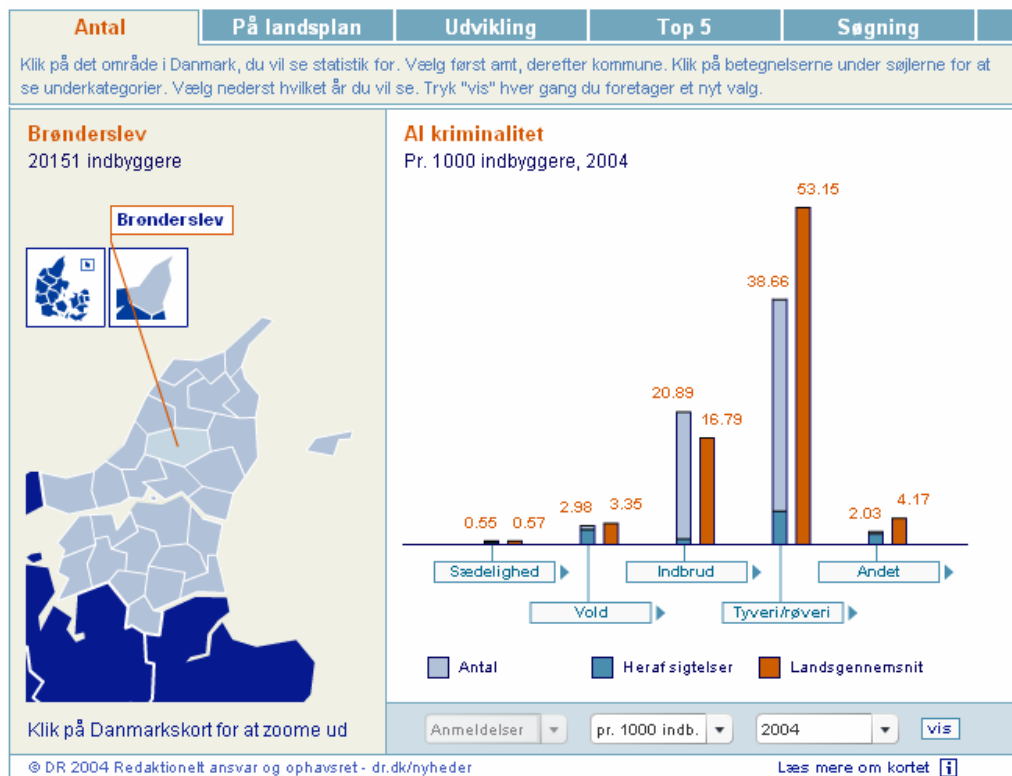 Antal
På landsplan
Udvikling
Top 5
Søgning
Klik på det område i Danmark, du vil se statistik for. Vælg først amt, derefter kommune. Klik på betegnelserne under søjlerne for at
se underkategorier. Vælg nederst hvilket år du vil se. Tryk "vis" hver gang du foretager et nyt valg.
Brønderslev
20151 indbyggere
Brønderslev
Klik på Danmarkskort for at zoome ud
Al kriminalitet
Pr. 1000 indbyggere, 2004
53.15
38.66
20.89
16.79
2.98
3.35
0.55
0.57
2.03
4.17
Sædelighed
Indbrud
Andet
Vold
Tyveri/røveri
Antal
Heraf sigtelser
Landsgennemsnit
Anmeldelser
pr. 1000 indb.
2004
vis
© DR 2004 Redaktionelt ansvar og ophavsret - dr.dk/nyheder
Læs mere om kortet i